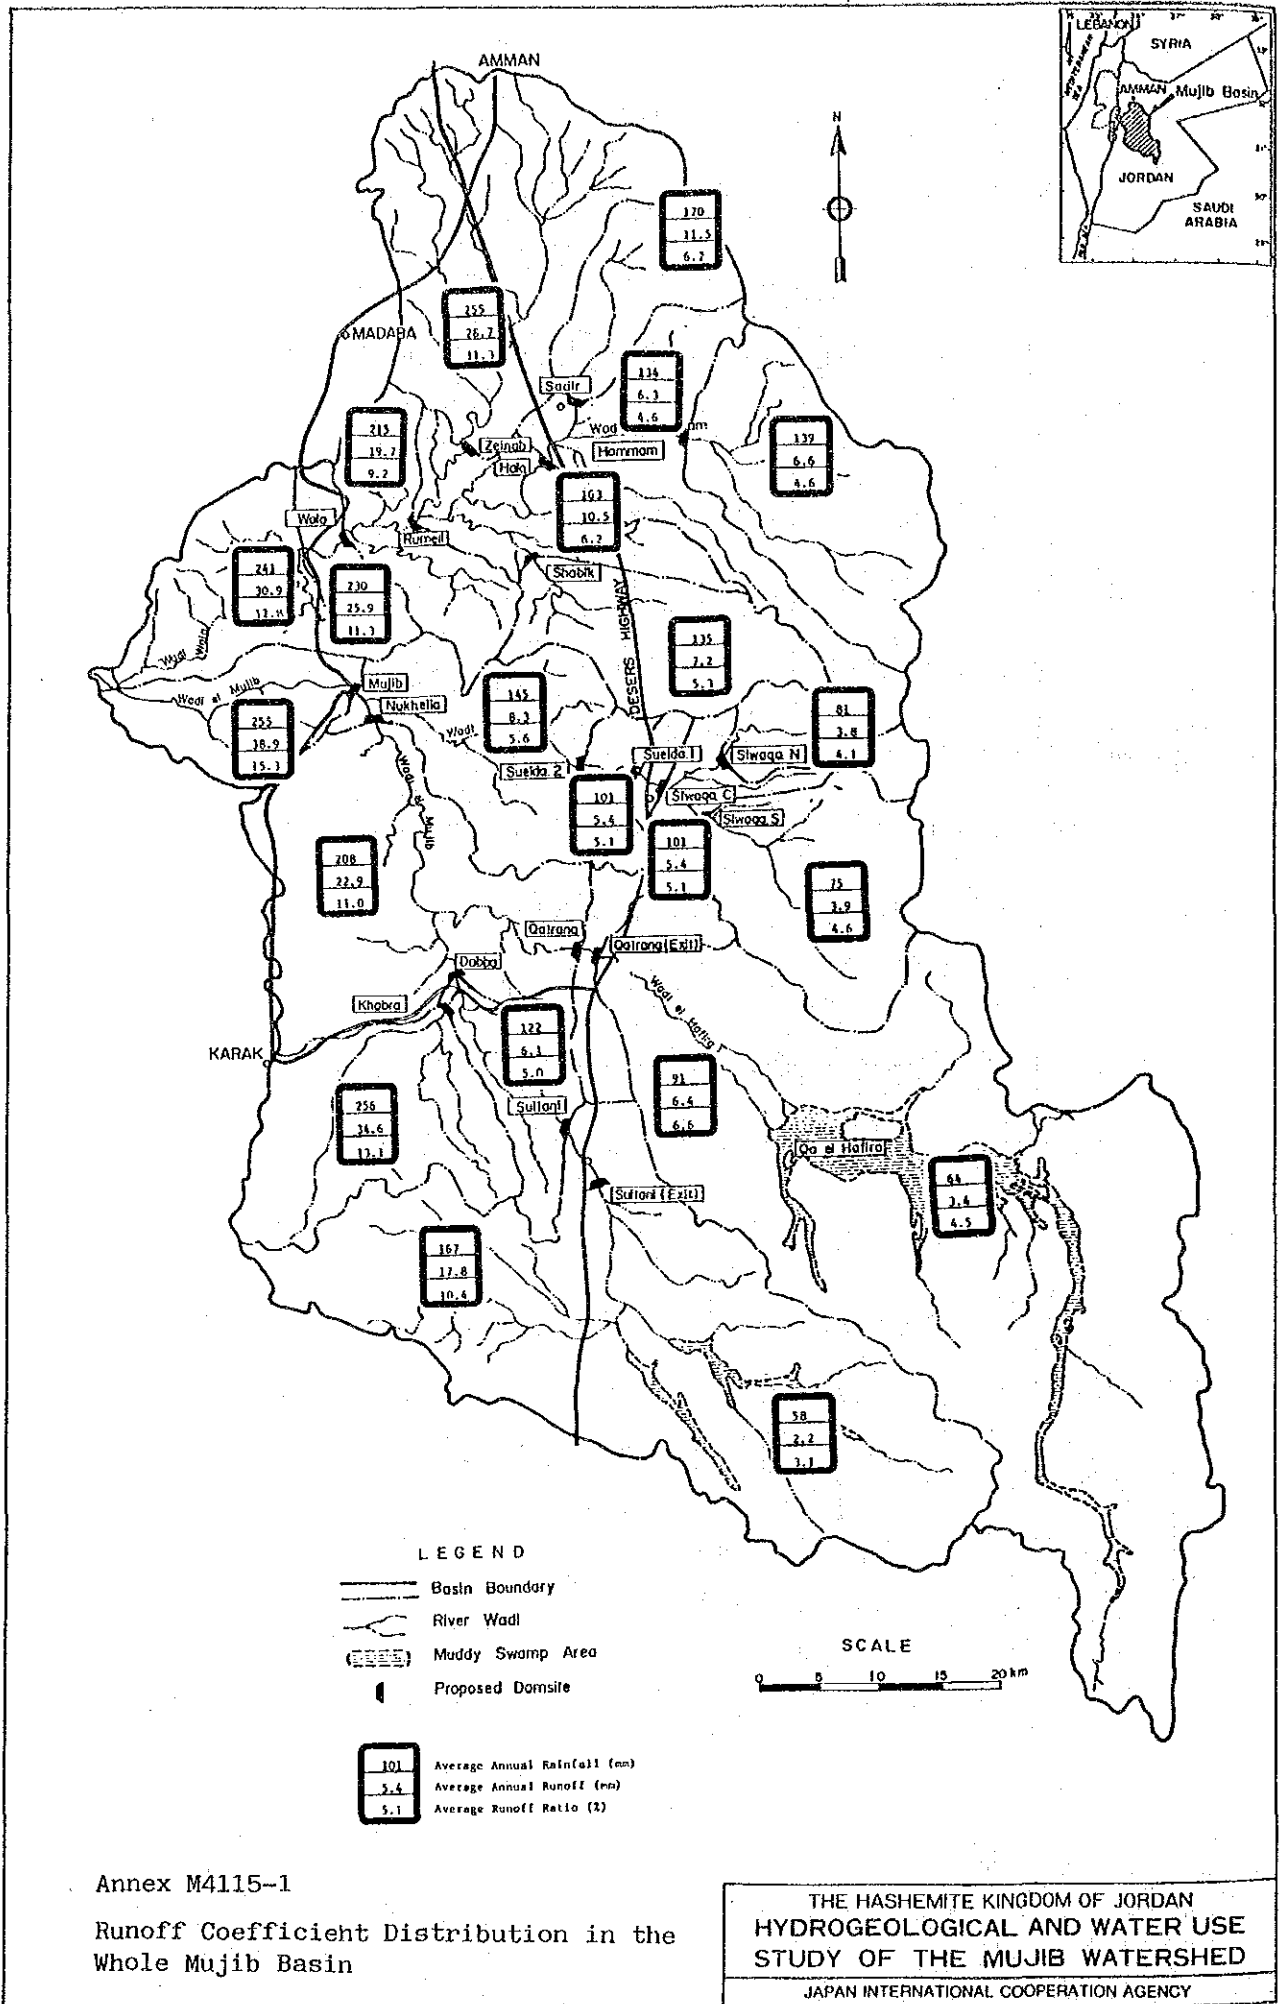 AMMAN
LEBANON
SYRIA
AMMAN
Mujib Basin
JORDAN
SAUDI
ARABIA
N
170
11.5
6.7
255
28.7
11.3
MADABA
Sadir
134
6.3
4.6
Wad
am
Hammam
215
19.7
9.2
Zeinab
Haki
139
6.6
4.6
163
10.5
6.2
Wala
Rumeil
Shabik
241
30.9
12.8
230
25.9
11.3
DESERS HIGHWAY
135
7.2
5.3
Wadi Wala
Wadi el Mujib
Mujib
Nukheila
145
8.3
5.6
Wadi
81
3.8
4.1
255
38.9
15.3
Sueida 1
Siwaqa N
Sueida 2
Siwaqa C
Siwaqa S
101
5.4
5.1
101
5.4
5.1
Wadi el Mujib
208
22.9
11.0
75
3.9
4.6
Qatrana
Qatrana (Exit)
Dabba
Khabra
Wadi el Hafira
KARAK
122
6.1
5.0
91
6.4
6.6
256
34.6
13.1
Sultani
Qa el Hafira
Sultani (Exit)
64
3.4
4.5
167
17.8
10.4
58
2.2
3.1
LEGEND
Basin Boundary
River Wadi
Muddy Swamp Area
Proposed Damsite
SCALE
0 5 10 15 20 km
101
5.4
5.1
Average Annual Rainfall (mm)
Average Annual Runoff (mm)
Average Runoff Ratio (%)
Annex M4115-1
Runoff Coefficieht Distribution in the
Whole Mujib Basin
THE HASHEMITE KINGDOM OF JORDAN
HYDROGEOLOGICAL AND WATER USE
STUDY OF THE MUJIB WATERSHED
JAPAN INTERNATIONAL COOPERATION AGENCY